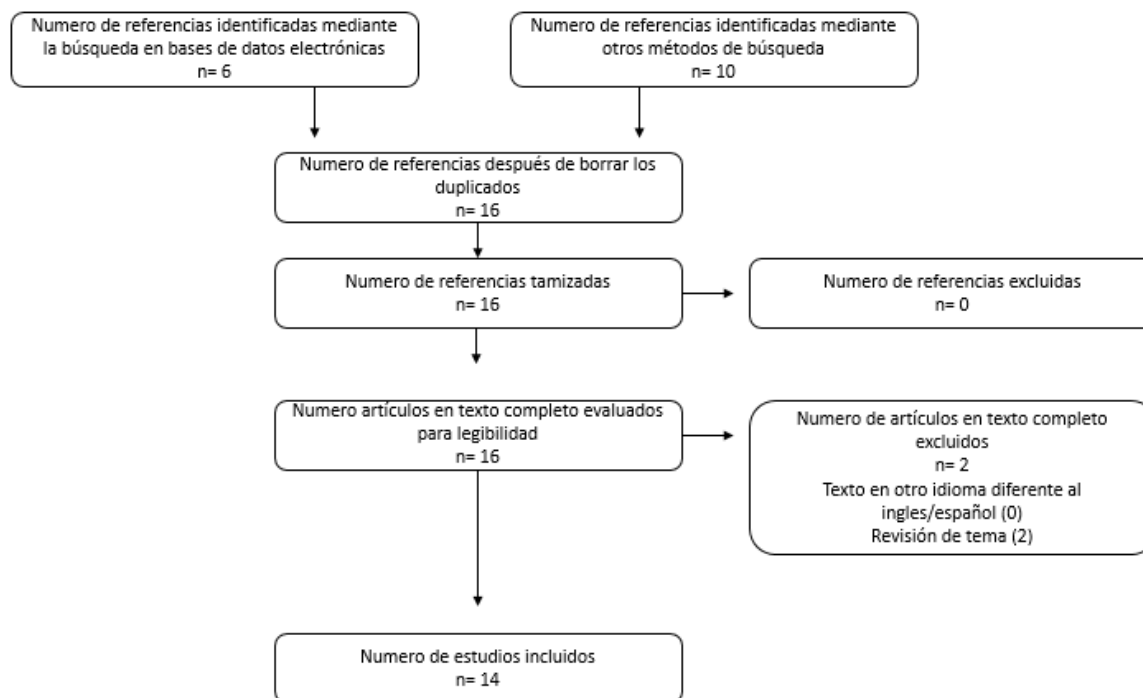 Numero de referencias identificadas mediante
la búsqueda en bases de datos electrónicas
n= 6
Numero de referencias identificadas mediante
otros métodos de búsqueda
n= 10
Numero de referencias después de borrar los
duplicados
n= 16
Numero de referencias tamizadas
n= 16
Numero de referencias excluidas
n= 0
Numero artículos en texto completo evaluados
para legibilidad
n= 16
Numero de artículos en texto completo
excluidos
n= 2
Texto en otro idioma diferente al
ingles/español (0)
Revisión de tema (2)
Numero de estudios incluidos
n= 14